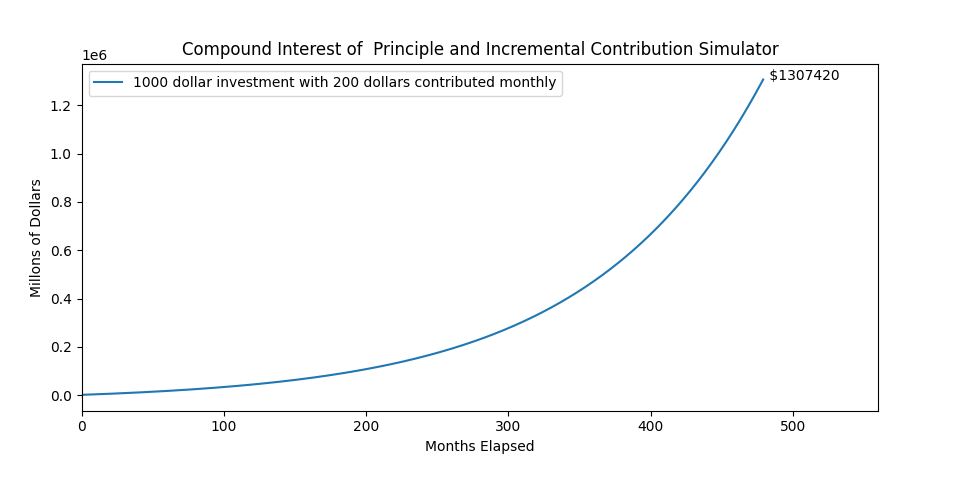 Compound Interest of  Principle and Incremental Contribution Simulator
1e6
1000 dollar investment with 200 dollars contributed monthly
$1307420
1.2
1.0
0.8
0.6
0.4
0.2
0.0
Millons of Dollars
0 100 200 300 400 500
Months Elapsed